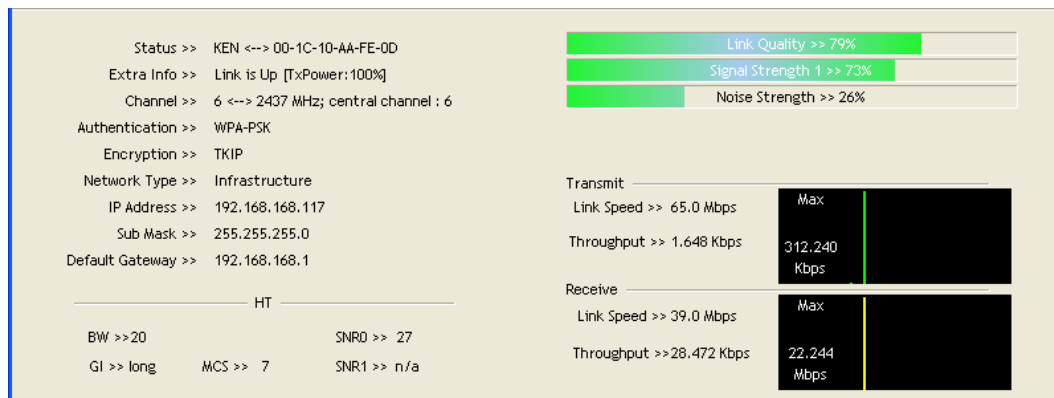 Status >> KEN <--> 00-1C-10-AA-FE-0D
Extra Info >> Link is Up [TxPower:100%]
Channel >> 6 <--> 2437 MHz; central channel : 6
Authentication >> WPA-PSK
Encryption >> TKIP
Network Type >> Infrastructure
IP Address >> 192.168.168.117
Sub Mask >> 255.255.255.0
Default Gateway >> 192.168.168.1
HT
BW >>20 SNR0 >> 27
GI >> long MCS >> 7 SNR1 >> n/a
Link Quality >> 79%
Signal Strength 1 >> 73%
Noise Strength >> 26%
Transmit
Link Speed >> 65.0 Mbps
Throughput >> 1.648 Kbps
Max
312.240
Kbps
Receive
Link Speed >> 39.0 Mbps
Throughput >>28.472 Kbps
Max
22.244
Mbps